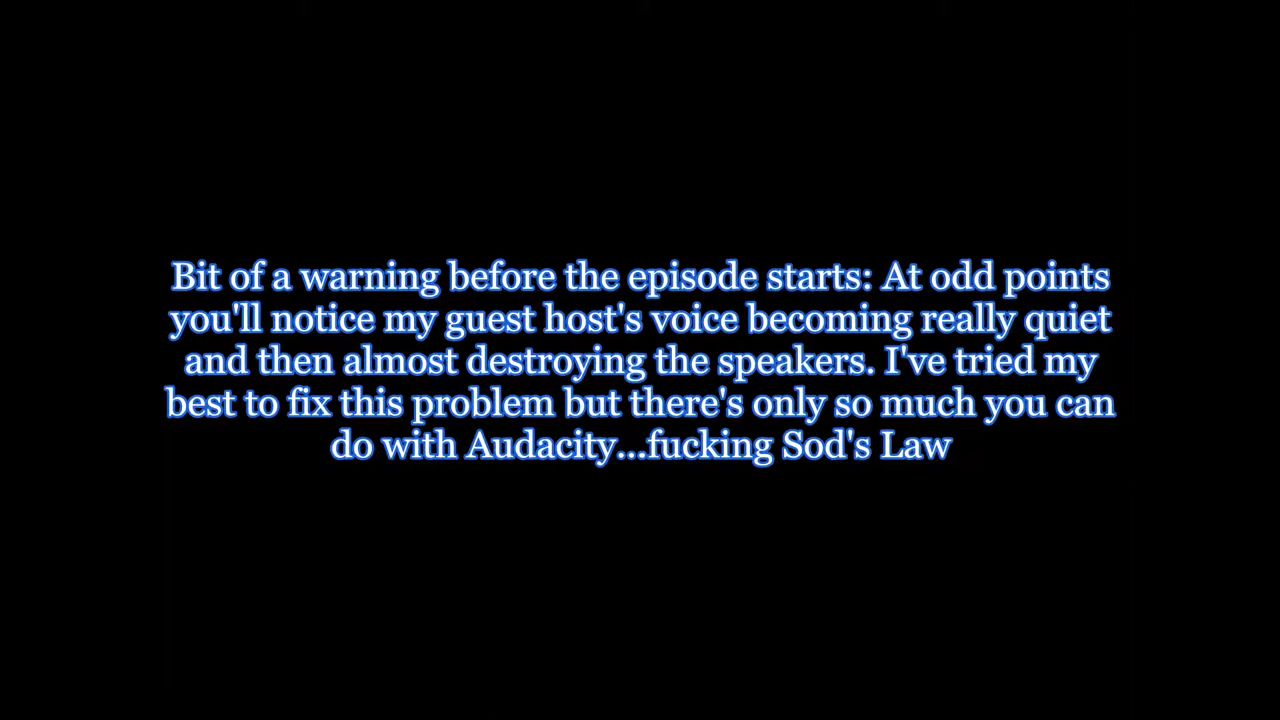 Bit of a warning before the episode starts: At odd points
you'll notice my guest host's voice becoming really quiet
and then almost destroying the speakers. I've tried my
best to fix this problem but there's only so much you can
do with Audacity...fucking Sod's Law